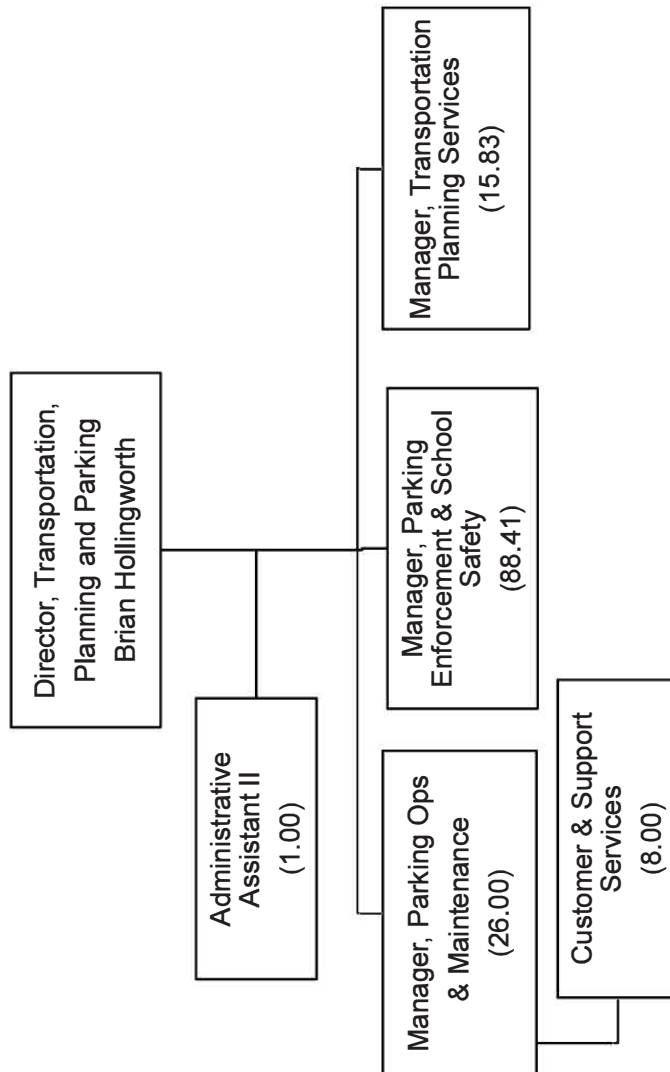 Director, Transportation,
Planning and Parking
Brian Hollingworth
Administrative
Assistant II
(1.00)
Manager, Parking Ops
& Maintenance
(26.00)
Manager, Parking
Enforcement & School
Safety
(88.41)
Manager, Transportation
Planning Services
(15.83)
Customer & Support
Services
(8.00)